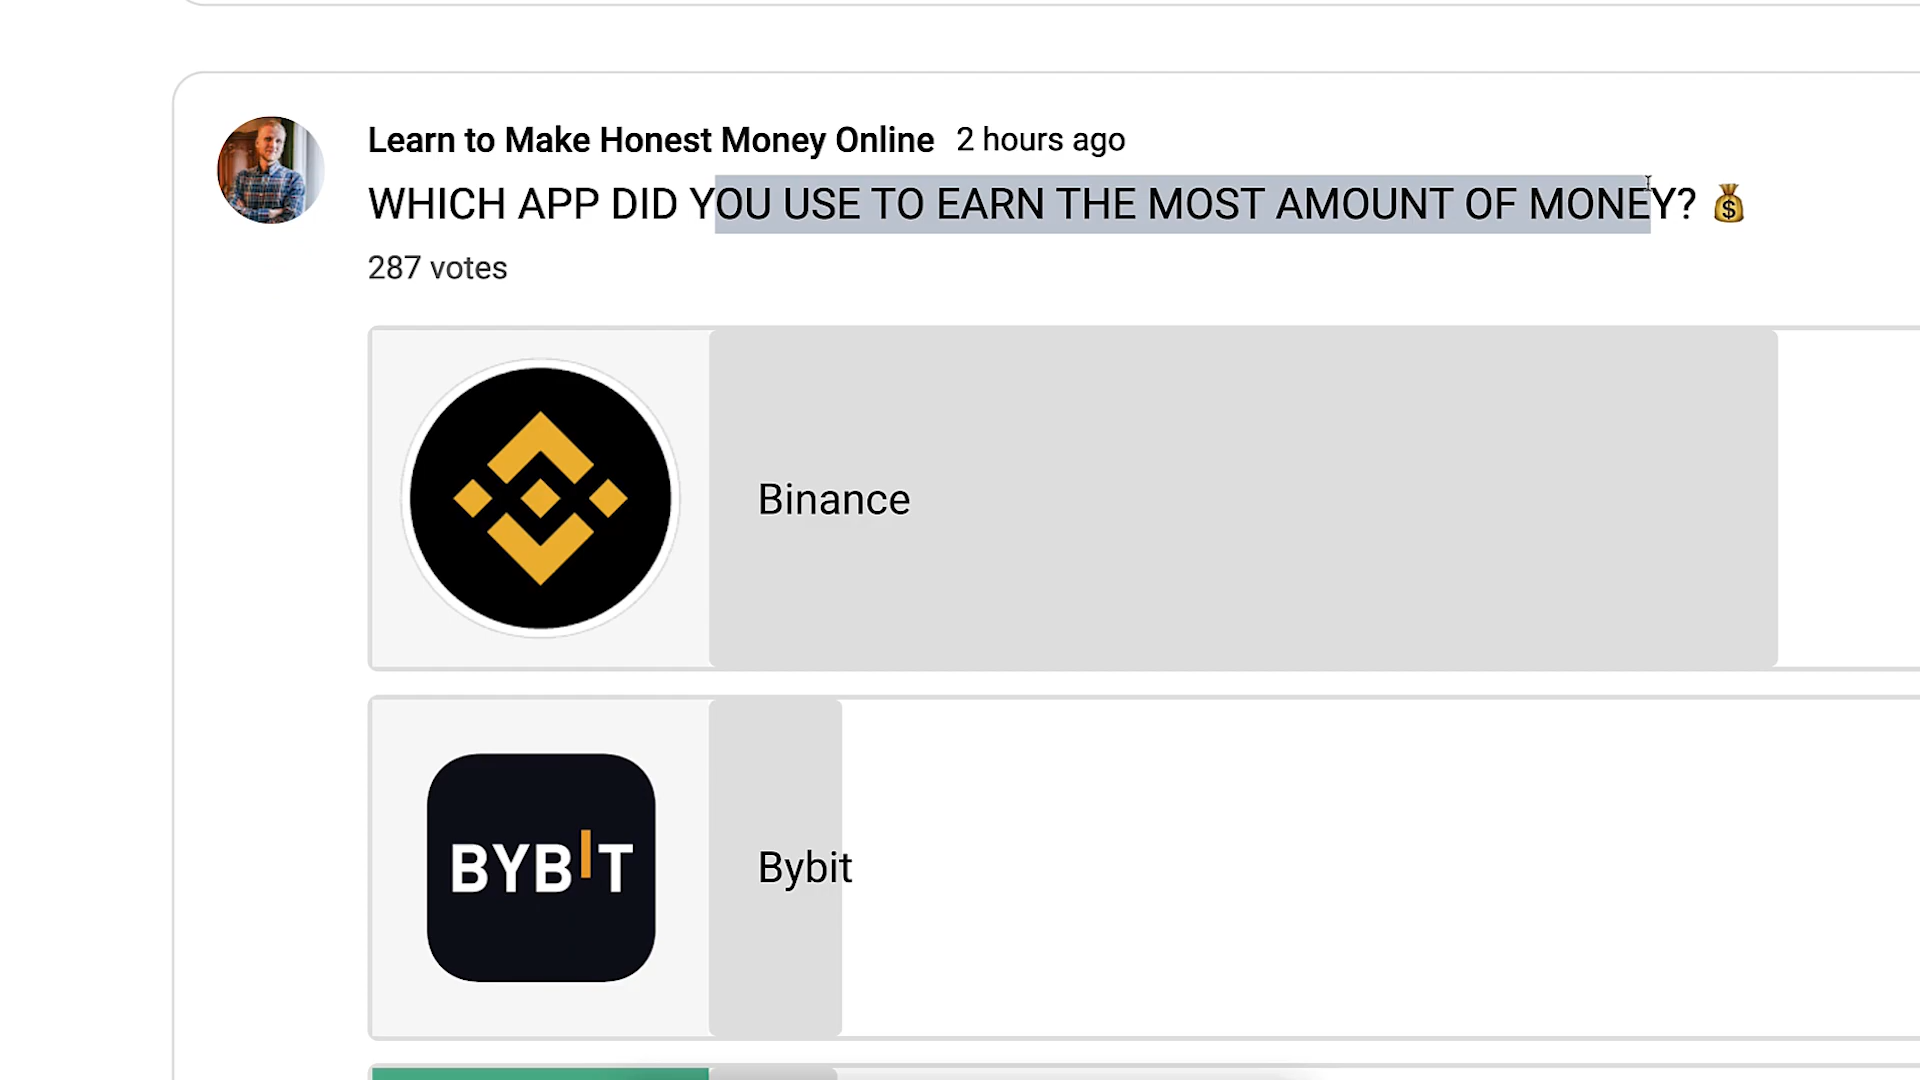 Learn to Make Honest Money Online 2 hours ago
WHICH APP DID YOU USE TO EARN THE MOST AMOUNT OF MONEY? 💰
287 votes
Binance
BYBIT
Bybit